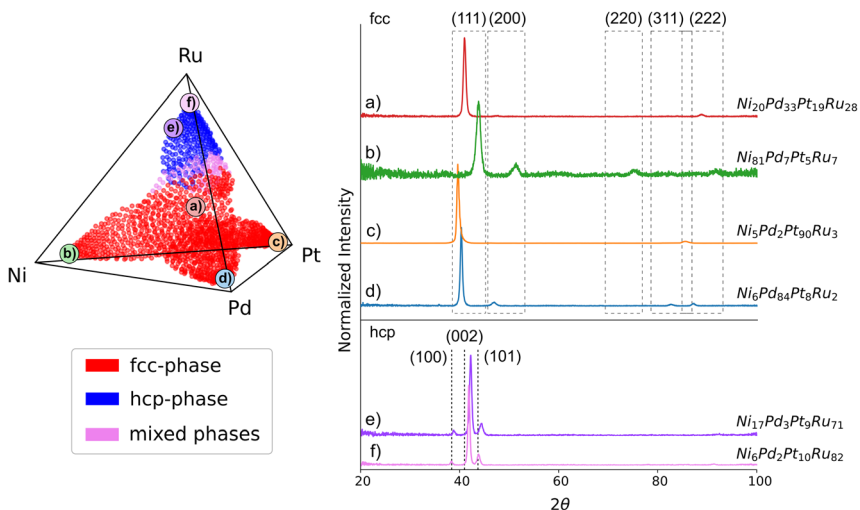 Ru
f)
e)
a)
b)
c)
d)
Ni
Pt
Pd
fcc-phase
hcp-phase
mixed phases
Normalized Intensity
fcc
(111) (200) (220) (311) (222)
a) Ni20Pd33Pt19Ru28
b) Ni81Pd7Pt5Ru7
c) Ni5Pd2Pt90Ru3
d) Ni6Pd84Pt8Ru2
hcp
(002)
(100) (101)
e) Ni17Pd3Pt9Ru71
f) Ni6Pd2Pt10Ru82
20 40 60 80 100
2θ